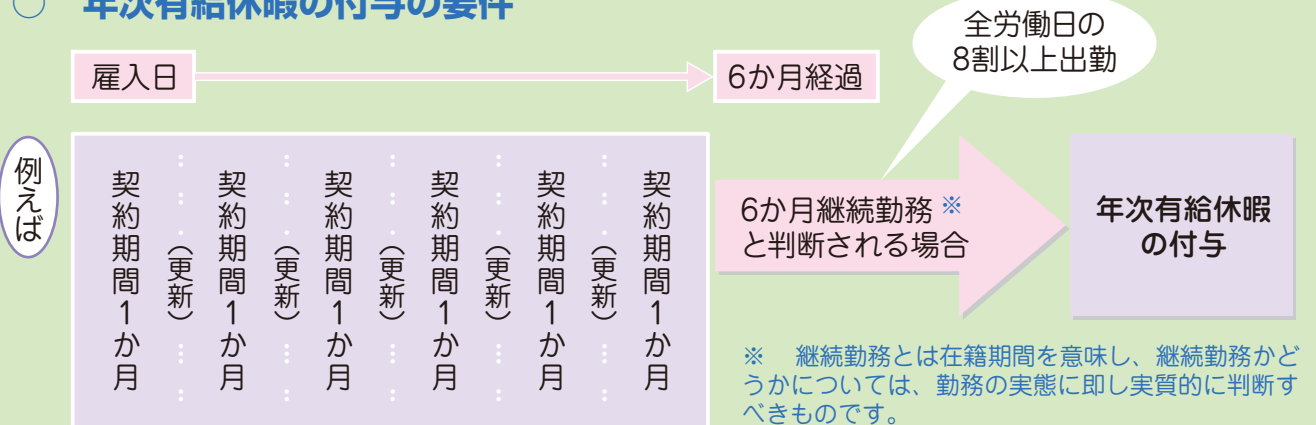 ○ 年次有給休暇の付与の要件
全労働日の
8割以上出勤
雇入日
6か月経過
例えば
契約期間1か月
（更新）
契約期間1か月
（更新）
契約期間1か月
（更新）
契約期間1か月
（更新）
契約期間1か月
（更新）
契約期間1か月
6か月継続勤務※
と判断される場合
年次有給休暇
の付与
※ 継続勤務とは在籍期間を意味し、継続勤務かど
うかについては、勤務の実態に即し実質的に判断す
べきものです。